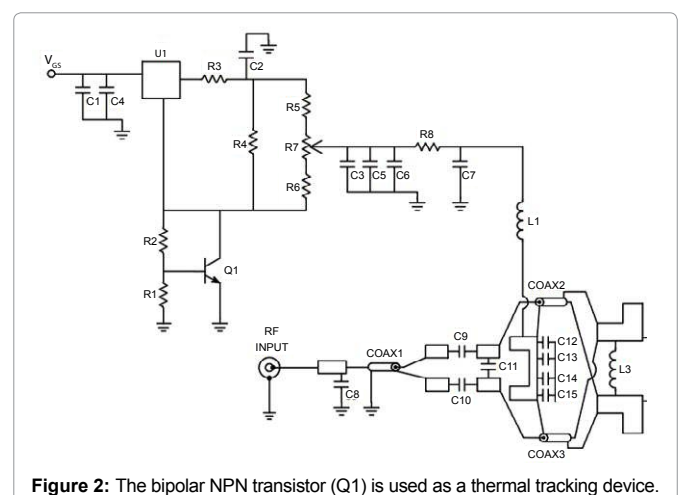 U1
V_GS
R3
C2
C1
C4
R5
R4
R7
R8
C3
C5
C6
C7
R6
L1
R2
Q1
R1
COAX2
RF
INPUT
C9
C12
COAX1
C13
C11
L3
C14
C8
C10
C15
COAX3
Figure 2: The bipolar NPN transistor (Q1) is used as a thermal tracking device.